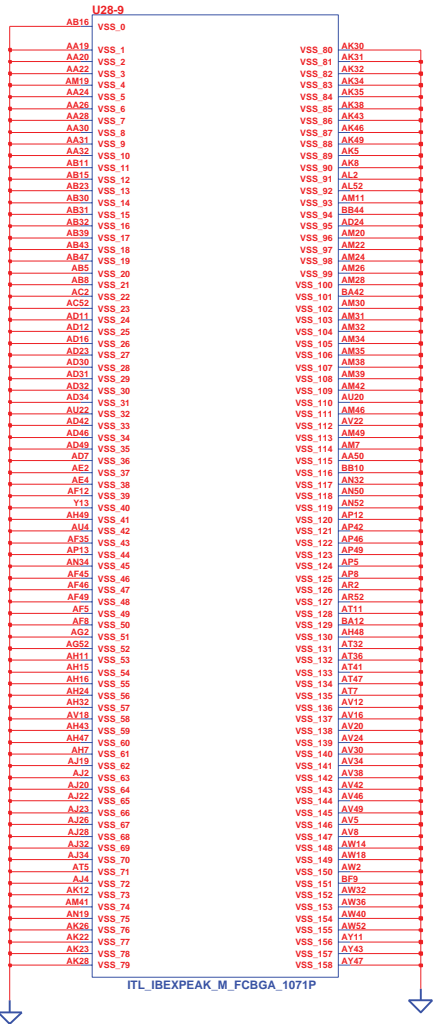 U28-9
AB16 VSS_0
AA19 VSS_1 VSS_80 AK30
AA20 VSS_2 VSS_81 AK31
AA22 VSS_3 VSS_82 AK32
AM19 VSS_4 VSS_83 AK34
AA24 VSS_5 VSS_84 AK35
AA26 VSS_6 VSS_85 AK38
AA28 VSS_7 VSS_86 AK43
AA30 VSS_8 VSS_87 AK46
AA31 VSS_9 VSS_88 AK49
AA32 VSS_10 VSS_89 AK5
AB11 VSS_11 VSS_90 AK8
AB15 VSS_12 VSS_91 AL2
AB23 VSS_13 VSS_92 AL52
AB30 VSS_14 VSS_93 AM11
AB31 VSS_15 VSS_94 BB44
AB32 VSS_16 VSS_95 AD24
AB39 VSS_17 VSS_96 AM20
AB43 VSS_18 VSS_97 AM22
AB47 VSS_19 VSS_98 AM24
AB5 VSS_20 VSS_99 AM26
AB8 VSS_21 VSS_100 AM28
AC2 VSS_22 VSS_101 BA42
AC52 VSS_23 VSS_102 AM30
AD11 VSS_24 VSS_103 AM31
AD12 VSS_25 VSS_104 AM32
AD16 VSS_26 VSS_105 AM34
AD23 VSS_27 VSS_106 AM35
AD30 VSS_28 VSS_107 AM38
AD31 VSS_29 VSS_108 AM39
AD32 VSS_30 VSS_109 AM42
AD34 VSS_31 VSS_110 AU20
AU22 VSS_32 VSS_111 AM46
AD42 VSS_33 VSS_112 AV22
AD46 VSS_34 VSS_113 AM49
AD49 VSS_35 VSS_114 AM7
AD7 VSS_36 VSS_115 AA50
AE2 VSS_37 VSS_116 BB10
AE4 VSS_38 VSS_117 AN32
AF12 VSS_39 VSS_118 AN50
Y13 VSS_40 VSS_119 AN52
AH49 VSS_41 VSS_120 AP12
AU4 VSS_42 VSS_121 AP42
AF35 VSS_43 VSS_122 AP46
AP13 VSS_44 VSS_123 AP49
AN34 VSS_45 VSS_124 AP5
AF45 VSS_46 VSS_125 AP8
AF46 VSS_47 VSS_126 AR2
AF49 VSS_48 VSS_127 AR52
AF5 VSS_49 VSS_128 AT11
AF8 VSS_50 VSS_129 BA12
AG2 VSS_51 VSS_130 AH48
AG52 VSS_52 VSS_131 AT32
AH11 VSS_53 VSS_132 AT36
AH15 VSS_54 VSS_133 AT41
AH16 VSS_55 VSS_134 AT47
AH24 VSS_56 VSS_135 AT7
AH32 VSS_57 VSS_136 AV12
AV18 VSS_58 VSS_137 AV16
AH43 VSS_59 VSS_138 AV20
AH47 VSS_60 VSS_139 AV24
AH7 VSS_61 VSS_140 AV30
AJ19 VSS_62 VSS_141 AV34
AJ2 VSS_63 VSS_142 AV38
AJ20 VSS_64 VSS_143 AV42
AJ22 VSS_65 VSS_144 AV46
AJ23 VSS_66 VSS_145 AV49
AJ26 VSS_67 VSS_146 AV5
AJ28 VSS_68 VSS_147 AV8
AJ32 VSS_69 VSS_148 AW14
AJ34 VSS_70 VSS_149 AW18
AT5 VSS_71 VSS_150 AW2
AJ4 VSS_72 VSS_151 BF9
AK12 VSS_73 VSS_152 AW32
AM41 VSS_74 VSS_153 AW36
AN19 VSS_75 VSS_154 AW40
AK26 VSS_76 VSS_155 AW52
AK22 VSS_77 VSS_156 AY11
AK23 VSS_78 VSS_157 AY43
AK28 VSS_79 VSS_158 AY47
ITL_IBEXPEAK_M_FCBGA_1071P